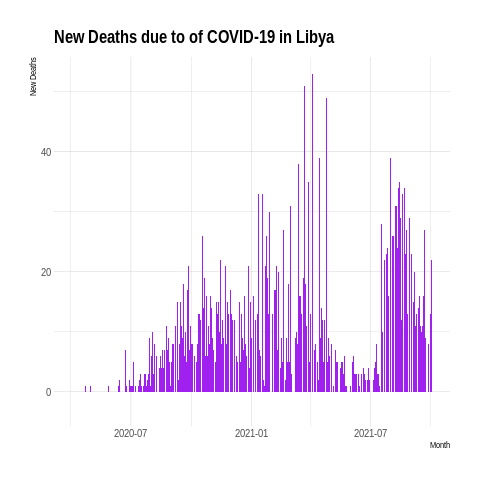 New Deaths due to of COVID-19 in Libya
New Deaths
40
20
0
2020-07
2021-01
2021-07
Month